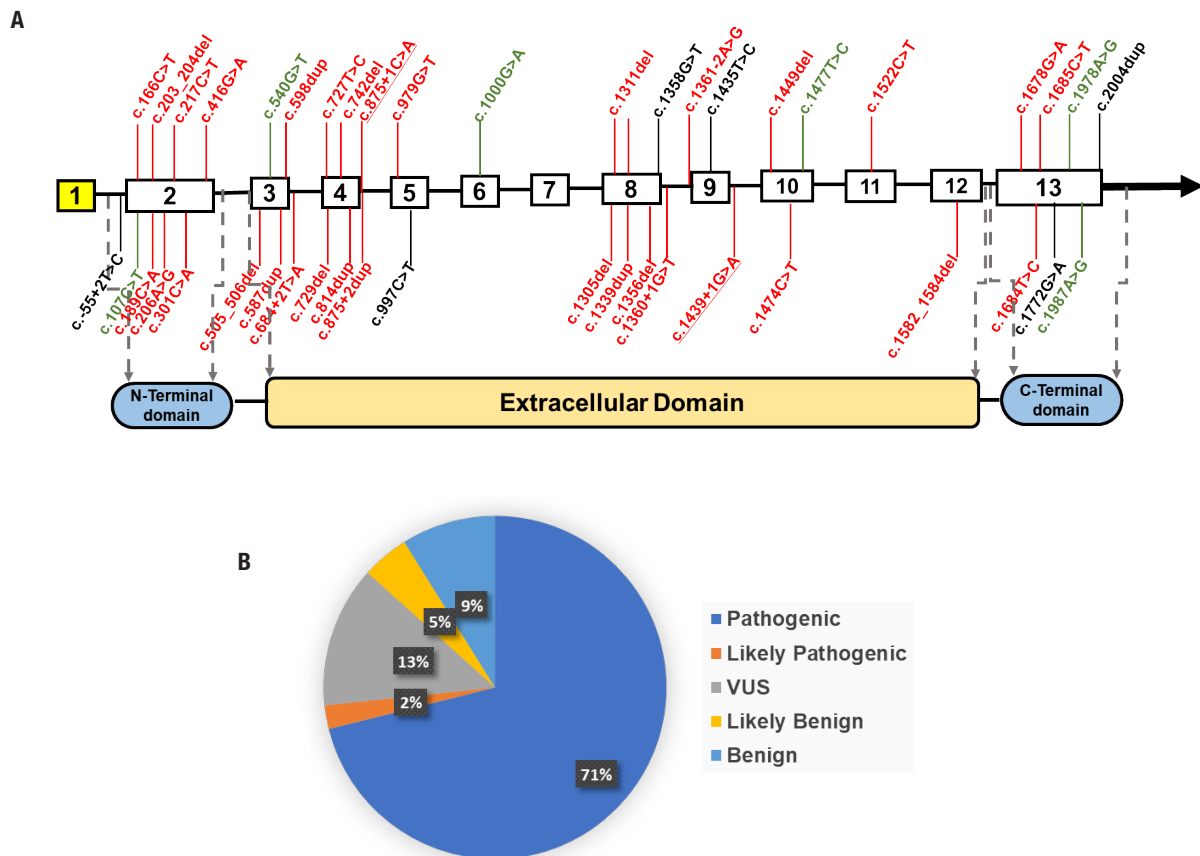 A
c.166C>T
c.203_204del
c.217C>T
c.416G>A
c.540G>T
c.598dup
c.727T>C
c.742del
c.875+1C>A
c.979G>T
c.1000G>A
c.1311del
c.1358G>T
c.1361-2A>G
c.1435T>C
c.1449del
c.1477T>C
c.1522C>T
c.1678G>A
c.1685C>T
c.1978A>G
c.2004dup
1
2
3
4
5
6
7
8
9
10
11
12
13
c.-55+2T>C
c.107G>T
c.189C>A
c.206A>G
c.301C>A
c.505_506del
c.587dup
c.684+2T>A
c.729del
c.814dup
c.875+2dup
c.997C>T
c.1305del
c.1339dup
c.1356del
c.1360+1G>T
c.1439+1G>A
c.1474C>T
c.1582_1584del
c.1684T>C
c.1772G>A
c.1987A>G
N-Terminal
domain
Extracellular Domain
C-Terminal
domain
B
9%
5%
13%
2%
71%
Pathogenic
Likely Pathogenic
VUS
Likely Benign
Benign